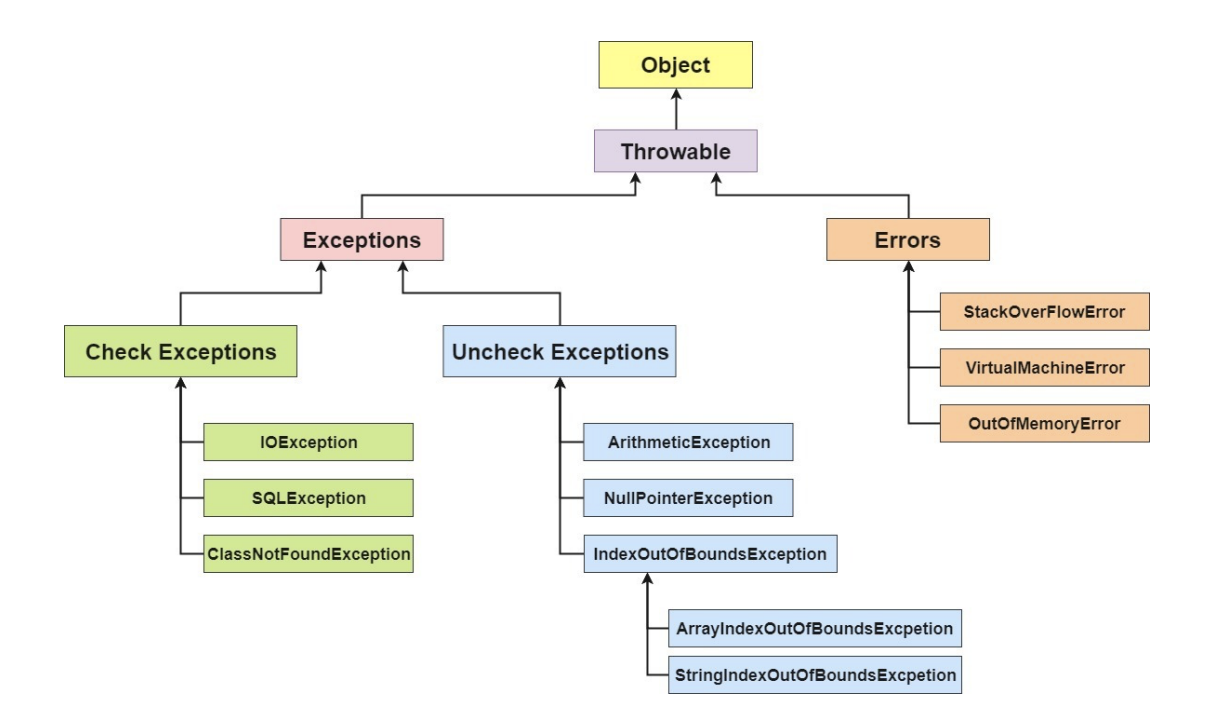 Object
Throwable
Exceptions
Errors
StackOverFlowError
Check Exceptions
Uncheck Exceptions
VirtualMachineError
OutOfMemoryError
IOException
ArithmeticException
SQLException
NullPointerException
ClassNotFoundException
IndexOutOfBoundsException
ArrayIndexOutOfBoundsExcpetion
StringIndexOutOfBoundsExcpetion